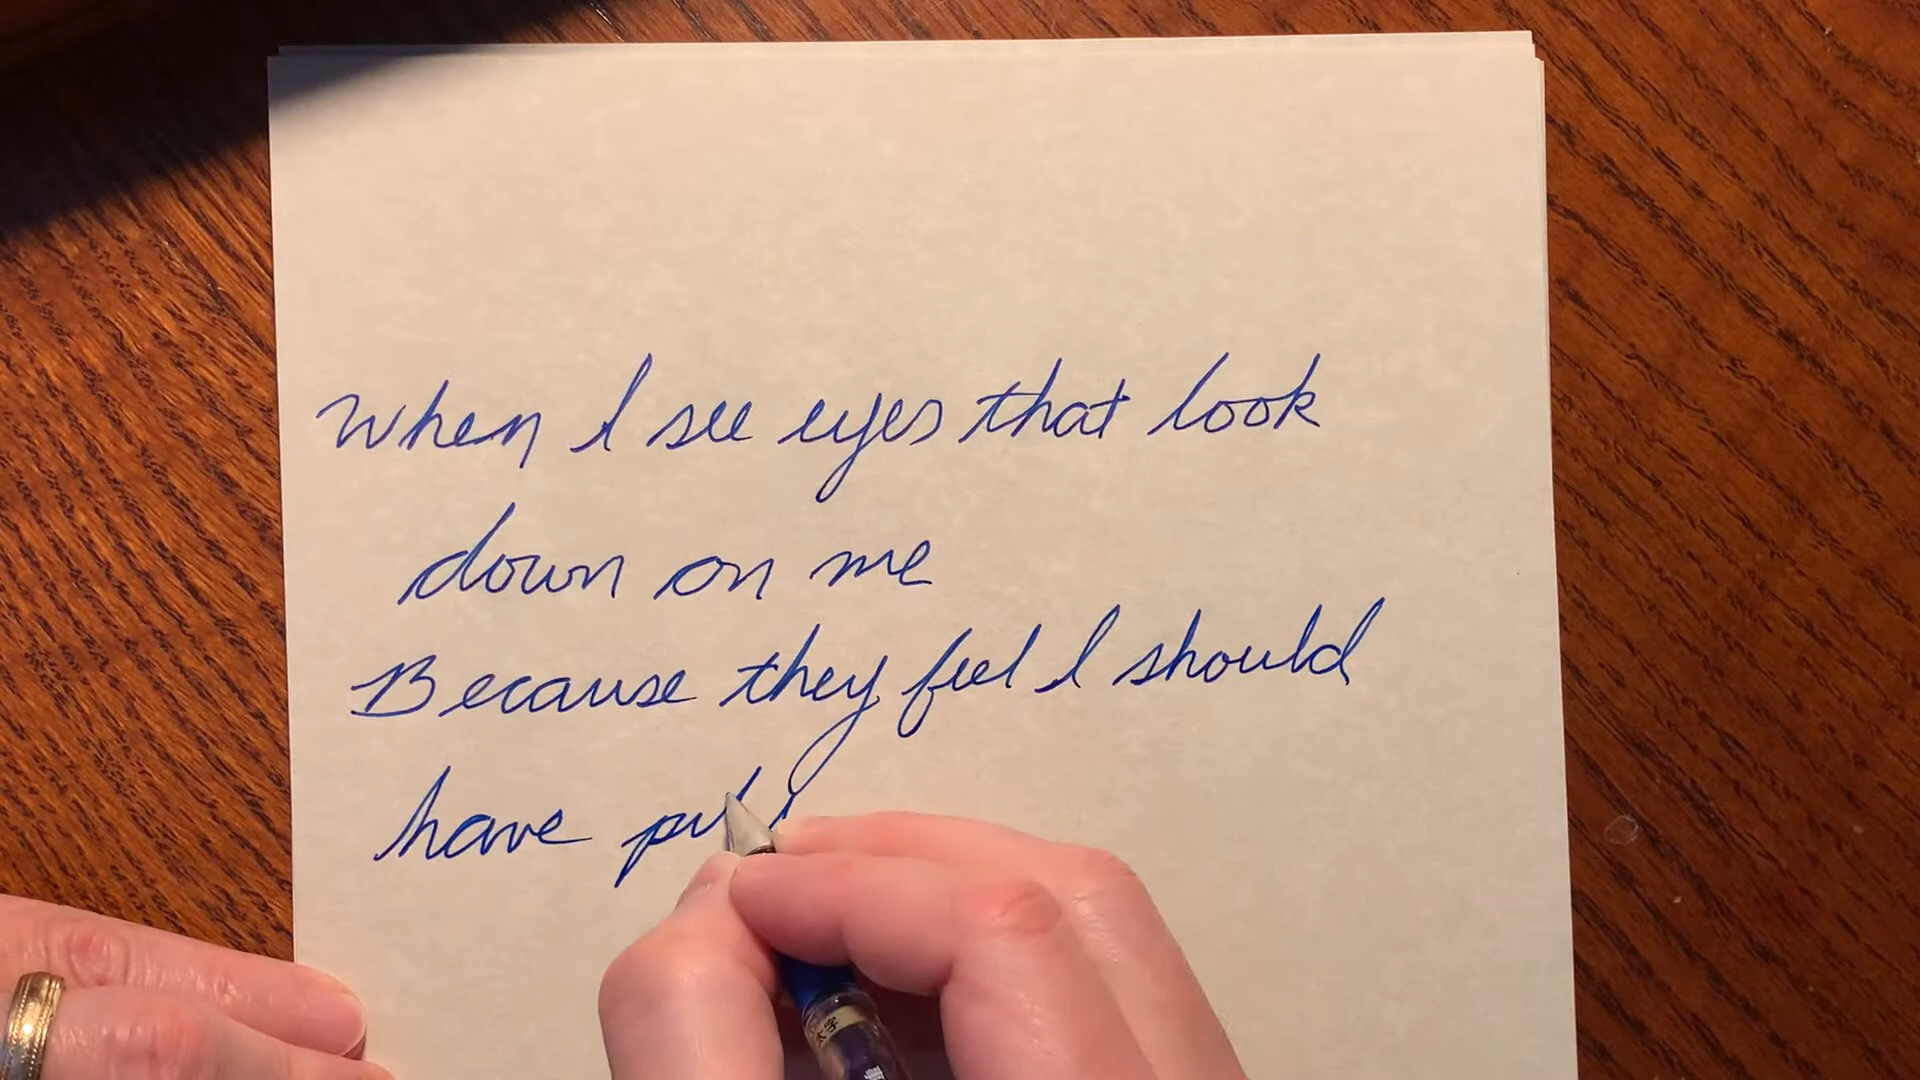 When I see eyes that look
down on me
Because they feel I should
have